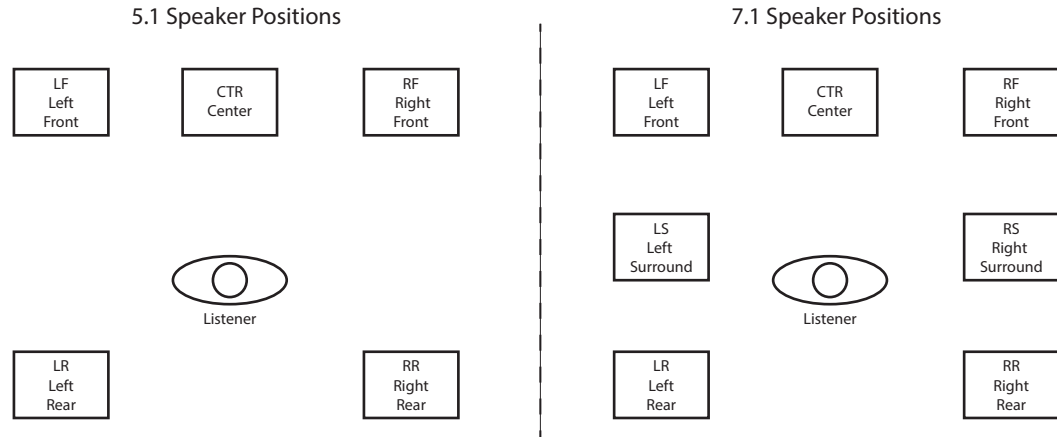 5.1 Speaker Positions
LF
Left
Front
CTR
Center
RF
Right
Front
Listener
LR
Left
Rear
RR
Right
Rear
7.1 Speaker Positions
LF
Left
Front
CTR
Center
RF
Right
Front
LS
Left
Surround
RS
Right
Surround
Listener
LR
Left
Rear
RR
Right
Rear